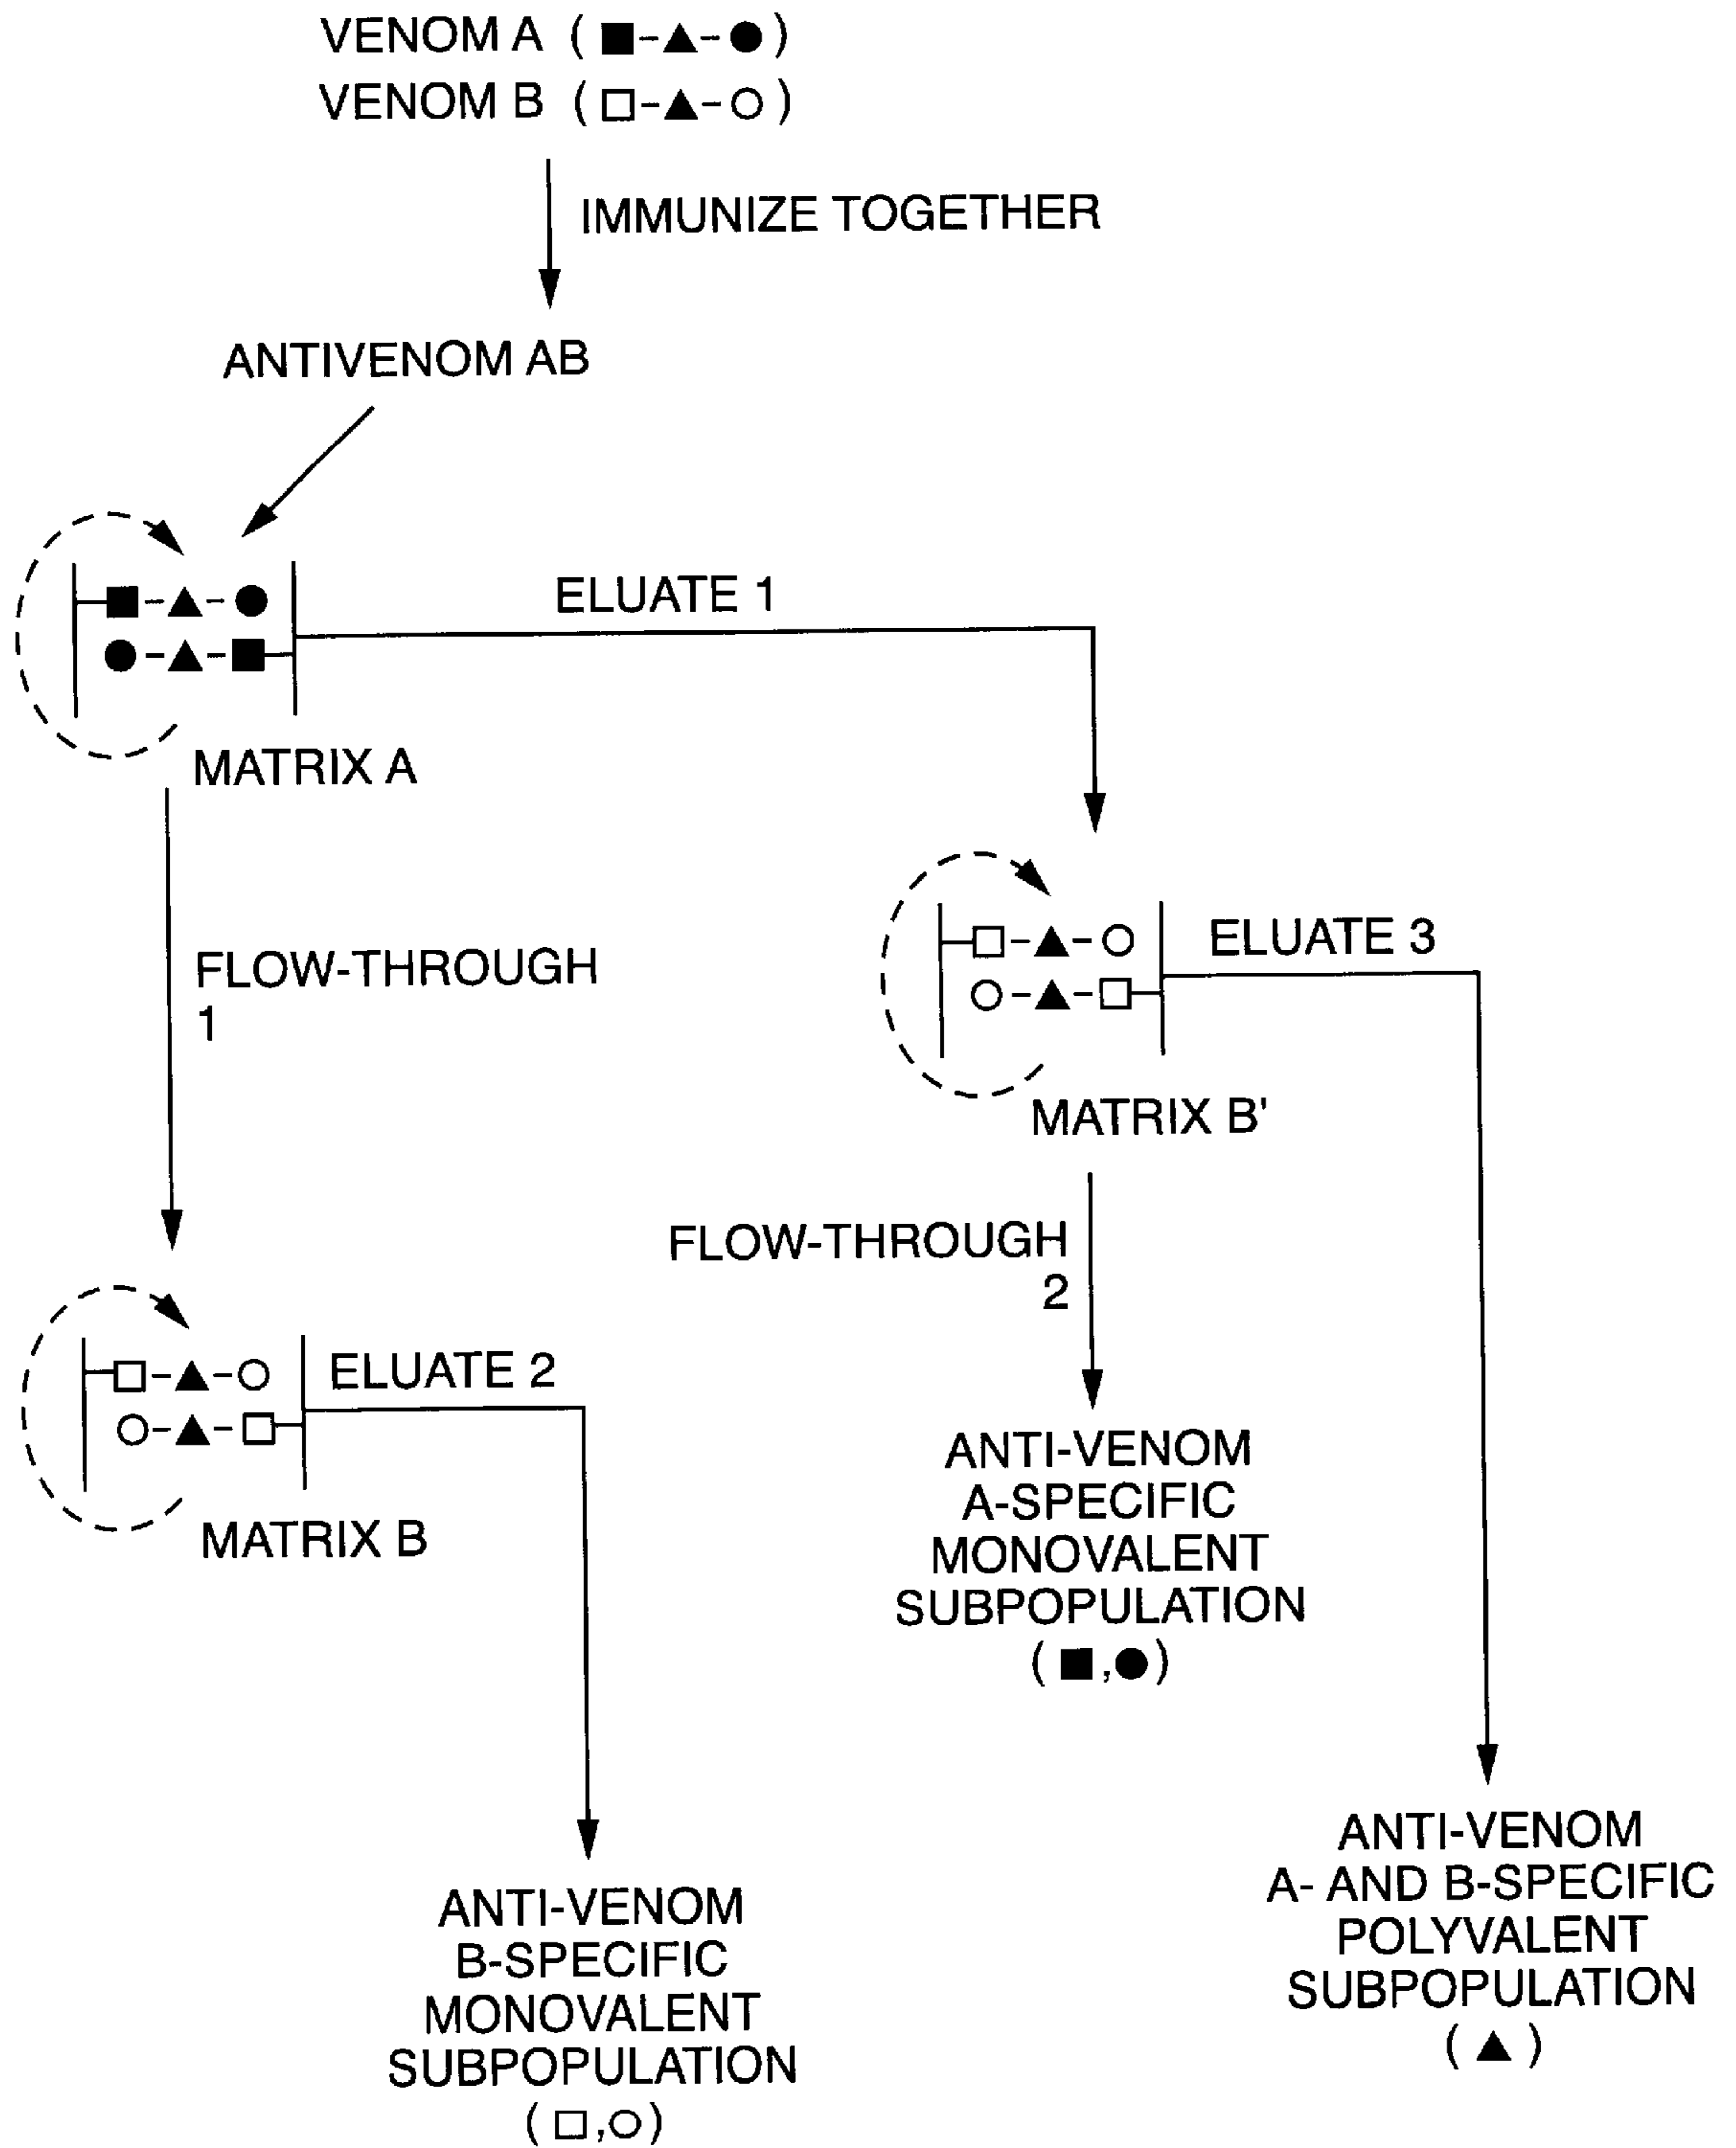 VENOM A ( ■-▲-● )
VENOM B ( □-▲-○ )
IMMUNIZE TOGETHER
ANTIVENOM AB
ELUATE 1
MATRIX A
FLOW-THROUGH
1
ELUATE 3
MATRIX B'
FLOW-THROUGH
2
ELUATE 2
MATRIX B
ANTI-VENOM
A-SPECIFIC
MONOVALENT
SUBPOPULATION
( ■,● )
ANTI-VENOM
A- AND B-SPECIFIC
POLYVALENT
SUBPOPULATION
( ▲ )
ANTI-VENOM
B-SPECIFIC
MONOVALENT
SUBPOPULATION
( □,○ )